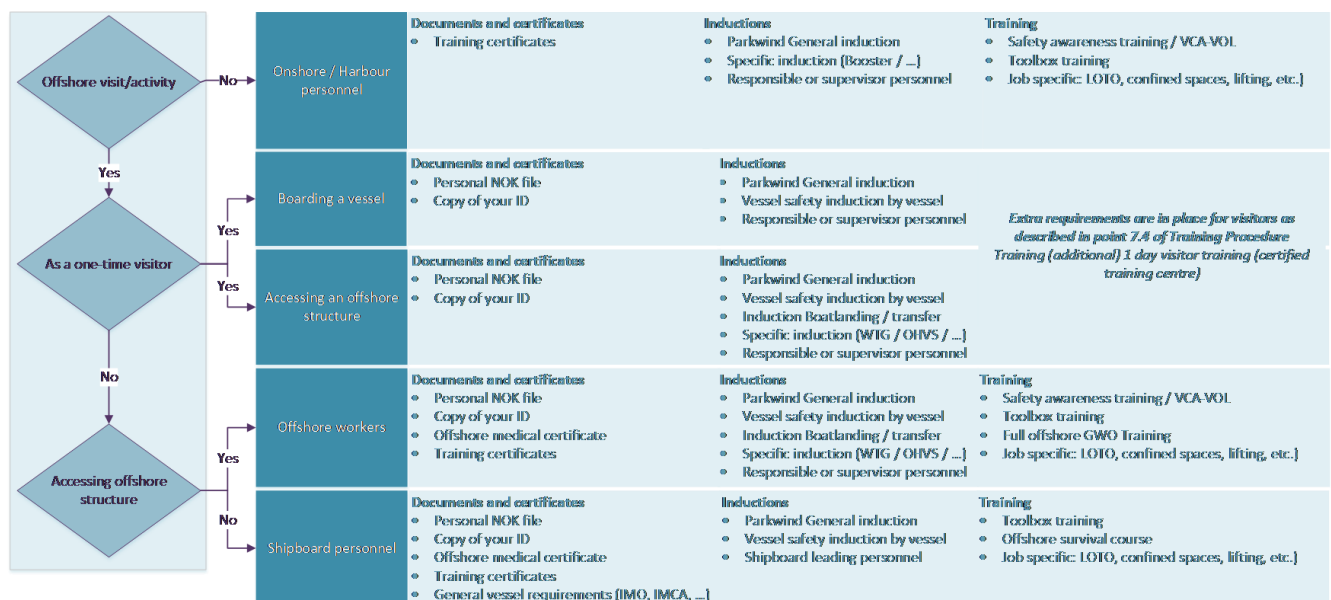 Offshore visit/activity
No
Yes
As a one-time visitor
Yes
Yes
No
Accessing offshore
structure
Yes
No
Onshore / Harbour
personnel
Documents and certificates
• Training certificates
Inductions
• Parkwind General induction
• Specific induction (Booster / ...)
• Responsible or supervisor personnel
Training
• Safety awareness training / VCA-VOL
• Toolbox training
• Job specific: LOTO, confined spaces, lifting, etc.)
Boarding a vessel
Documents and certificates
• Personal NOK file
• Copy of your ID
Inductions
• Parkwind General induction
• Vessel safety induction by vessel
• Responsible or supervisor personnel
Accessing an offshore
structure
Documents and certificates
• Personal NOK file
• Copy of your ID
Inductions
• Parkwind General induction
• Vessel safety induction by vessel
• Induction Boatlanding / transfer
• Specific induction (WTG / OHVS / ...)
• Responsible or supervisor personnel
Extra requirements are in place for visitors as
described in point 7.4 of Training Procedure
Training (additional) 1 day visitor training (certified
training centre)
Offshore workers
Documents and certificates
• Personal NOK file
• Copy of your ID
• Offshore medical certificate
• Training certificates
Inductions
• Parkwind General induction
• Vessel safety induction by vessel
• Induction Boatlanding / transfer
• Specific induction (WTG / OHVS / ...)
• Responsible or supervisor personnel
Training
• Safety awareness training / VCA-VOL
• Toolbox training
• Full offshore GWO Training
• Job specific: LOTO, confined spaces, lifting, etc.)
Shipboard personnel
Documents and certificates
• Personal NOK file
• Copy of your ID
• Offshore medical certificate
• Training certificates
• General vessel requirements (IMO, IMCA, ...)
Inductions
• Parkwind General induction
• Vessel safety induction by vessel
• Shipboard leading personnel
Training
• Toolbox training
• Offshore survival course
• Job specific: LOTO, confined spaces, lifting, etc.)